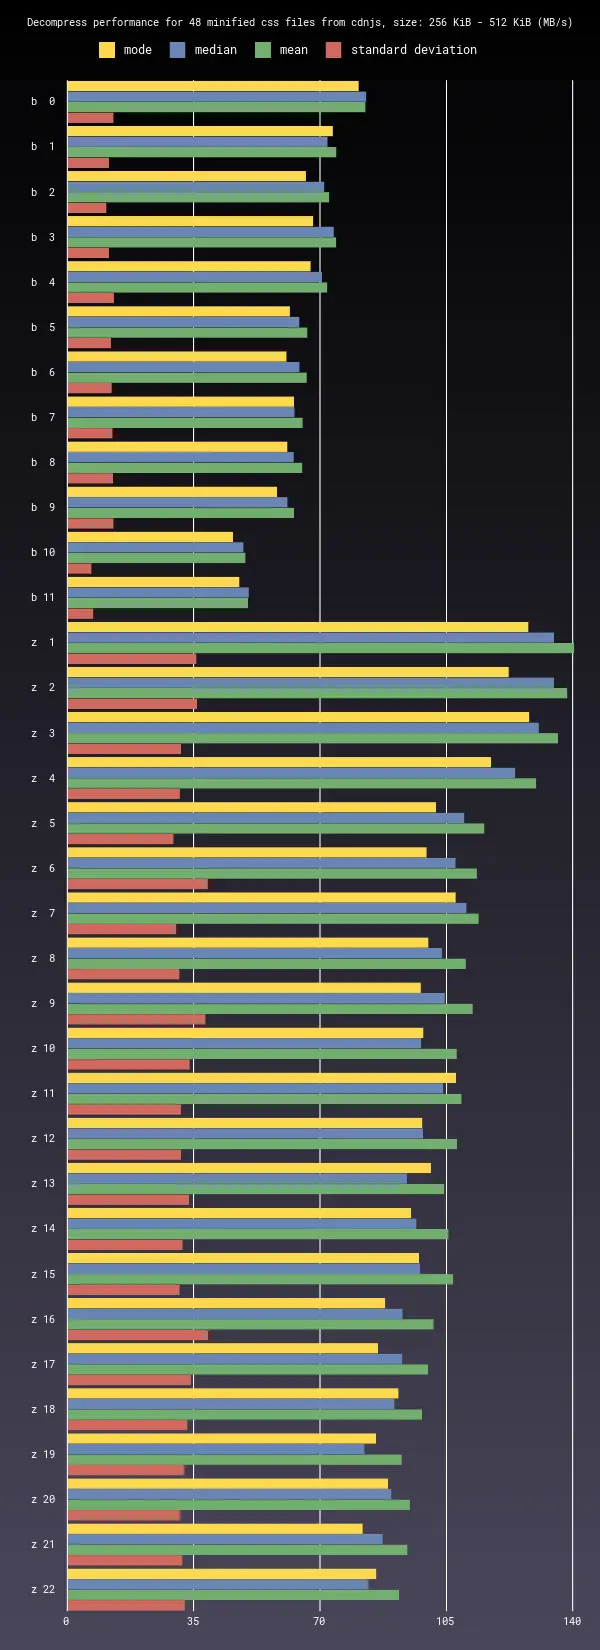 Decompress performance for 48 minified css files from cdnjs, size: 256 KiB - 512 KiB (MB/s)
mode median mean standard deviation
b 0
b 1
b 2
b 3
b 4
b 5
b 6
b 7
b 8
b 9
b 10
b 11
z 1
z 2
z 3
z 4
z 5
z 6
z 7
z 8
z 9
z 10
z 11
z 12
z 13
z 14
z 15
z 16
z 17
z 18
z 19
z 20
z 21
z 22
0 35 70 105 140